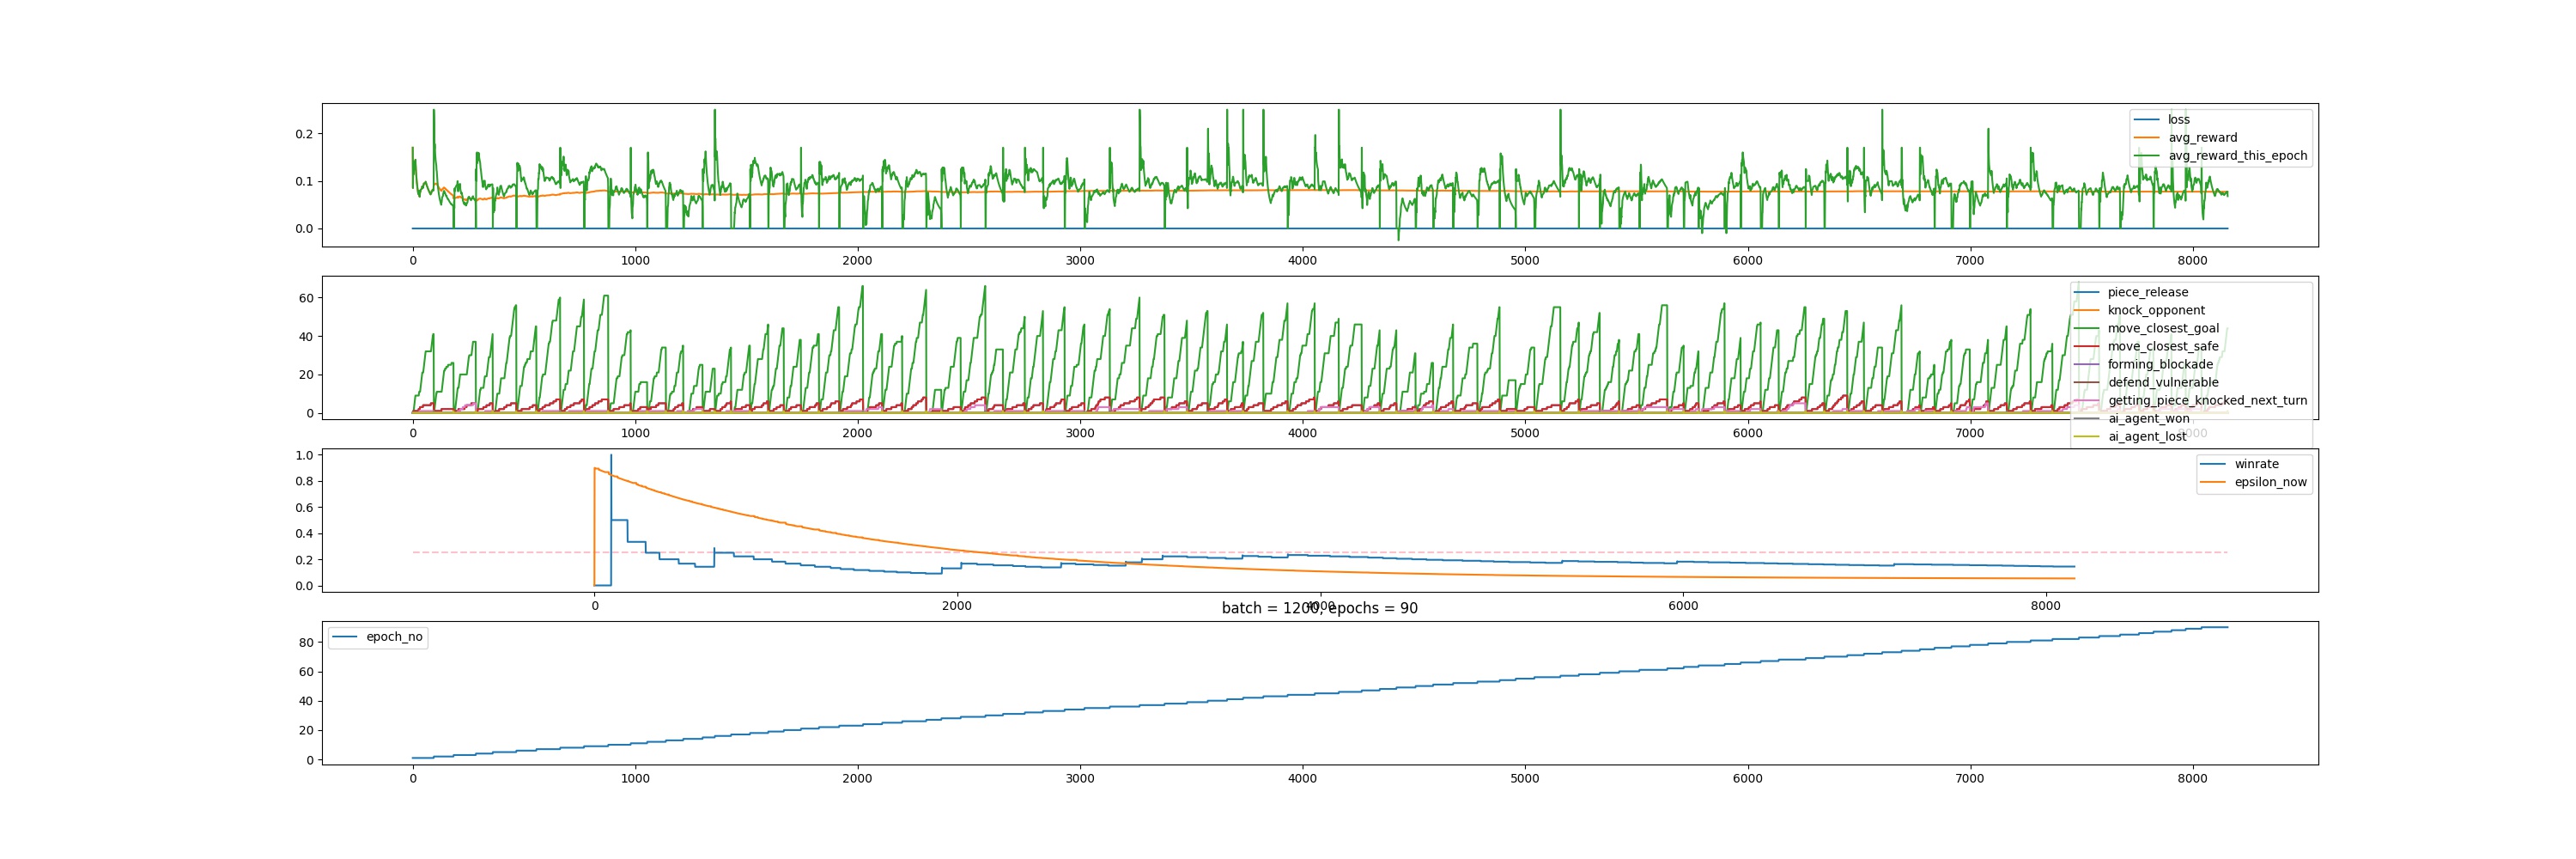 0.2
0.1
0.0
loss
avg_reward
avg_reward_this_epoch
0 1000 2000 3000 4000 5000 6000 7000 8000
60
40
20
0
piece_release
knock_opponent
move_closest_goal
move_closest_safe
forming_blockade
defend_vulnerable
getting_piece_knocked_next_turn
ai_agent_won
ai_agent_lost
0 1000 2000 3000 4000 5000 6000 7000 8000
1.0
0.8
0.6
0.4
0.2
0.0
winrate
epsilon_now
0 2000 4000 6000 8000
batch = 1200, epochs = 90
80
60
40
20
0
epoch_no
0 1000 2000 3000 4000 5000 6000 7000 8000